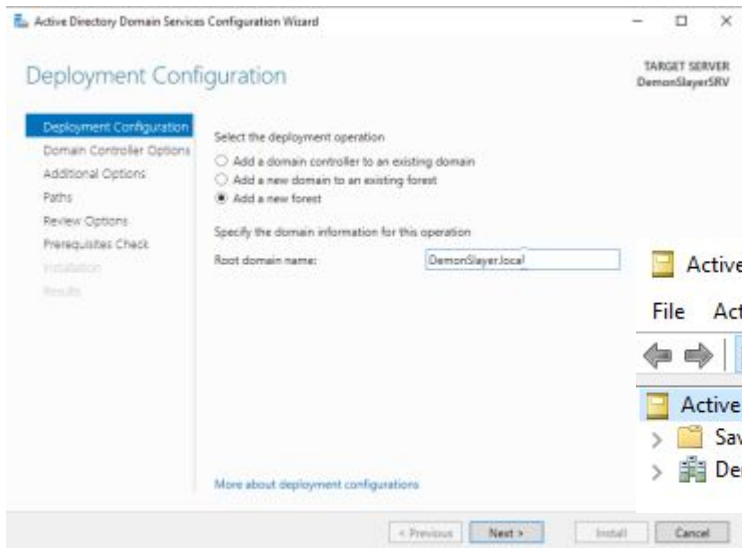 Active Directory Domain Services Configuration Wizard
Deployment Configuration
TARGET SERVER
DemonSlayerSRV
Deployment Configuration
Domain Controller Options
Additional Options
Paths
Review Options
Prerequisites Check
Installation
Results
Select the deployment operation
Add a domain controller to an existing domain
Add a new domain to an existing forest
Add a new forest
Specify the domain information for this operation
Root domain name: DemonSlayer.local
More about deployment configurations
< Previous Next > Install Cancel
Active
File Act
Active
Sav
De